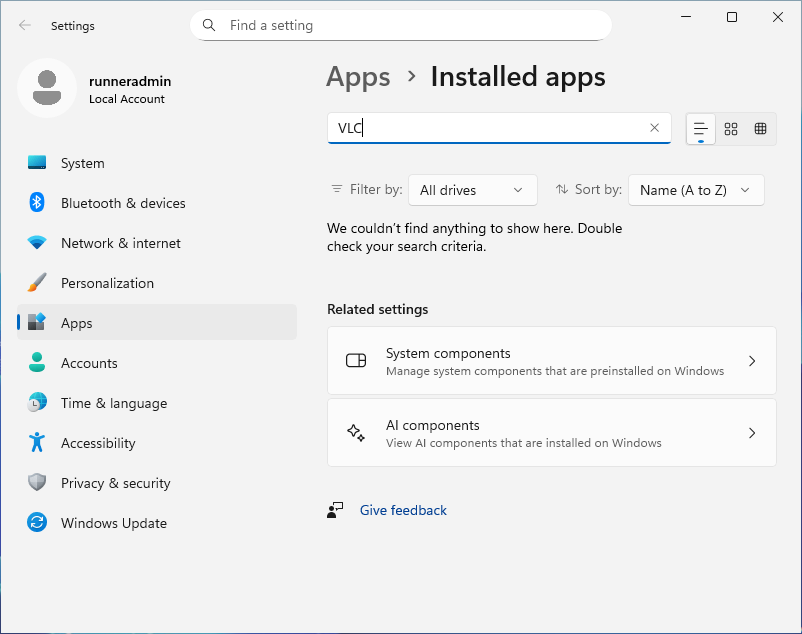 Settings
Find a setting
runneradmin
Local Account
System
Bluetooth & devices
Network & internet
Personalization
Apps
Accounts
Time & language
Accessibility
Privacy & security
Windows Update
Apps > Installed apps
VLC
Filter by: All drives
Sort by: Name (A to Z)
We couldn't find anything to show here. Double
check your search criteria.
Related settings
System components
Manage system components that are preinstalled on Windows
AI components
View AI components that are installed on Windows
Give feedback